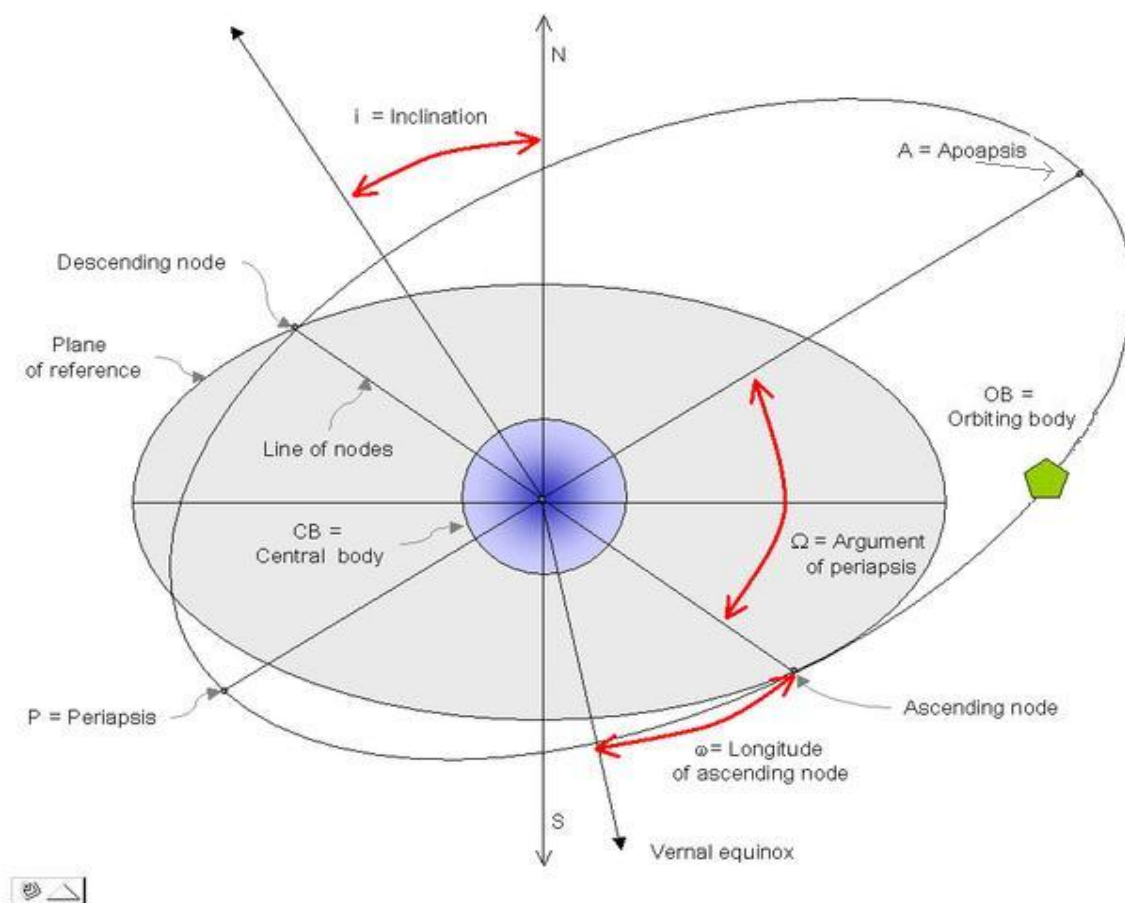 N
i = Inclination
A = Apoapsis
Descending node
Plane
of reference
OB =
Orbiting body
Line of nodes
CB =
Central body
Ω = Argument
of periapsis
P = Periapsis
Ascending node
ω= Longitude
of ascending node
S
Vernal equinox